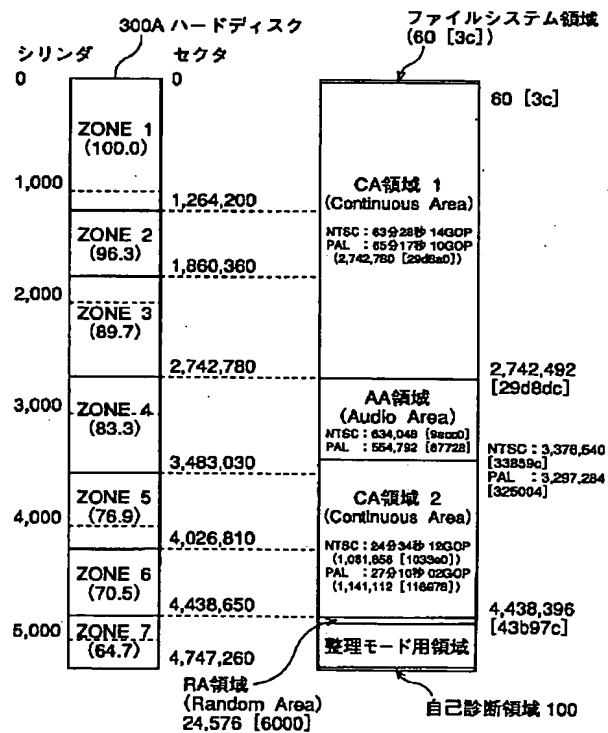 300A ハードディスク
ファイルシステム領域
(60 [3c])
シリンダ
セクタ
0
0
60 [3c]
ZONE 1
(100.0)
1,000
1,264,200
ZONE 2
(96.3)
1,860,360
2,000
ZONE 3
(89.7)
2,742,780
3,000
ZONE 4
(83.3)
3,483,030
ZONE 5
(76.9)
4,000
4,026,810
ZONE 6
(70.5)
4,438,650
5,000
ZONE 7
(64.7)
4,747,260
CA領域 1
(Continuous Area)
NTSC : 63分28秒 14GOP
PAL : 65分17秒 10GOP
(2,742,780 [29d8a0])
2,742,492
[29d8dc]
AA領域
(Audio Area)
NTSC : 634,048 [9acc0]
PAL : 554,792 [87728]
NTSC : 3,376,540
[33859c]
PAL : 3,297,284
[325004]
CA領域 2
(Continuous Area)
NTSC : 24分34秒 12GOP
(1,061,856 [1033e0])
PAL : 27分10秒 02GOP
(1,141,112 [116978])
4,438,396
[43b97c]
整理モード用領域
RA領域
(Random Area)
24,576 [6000]
自己診断領域 100